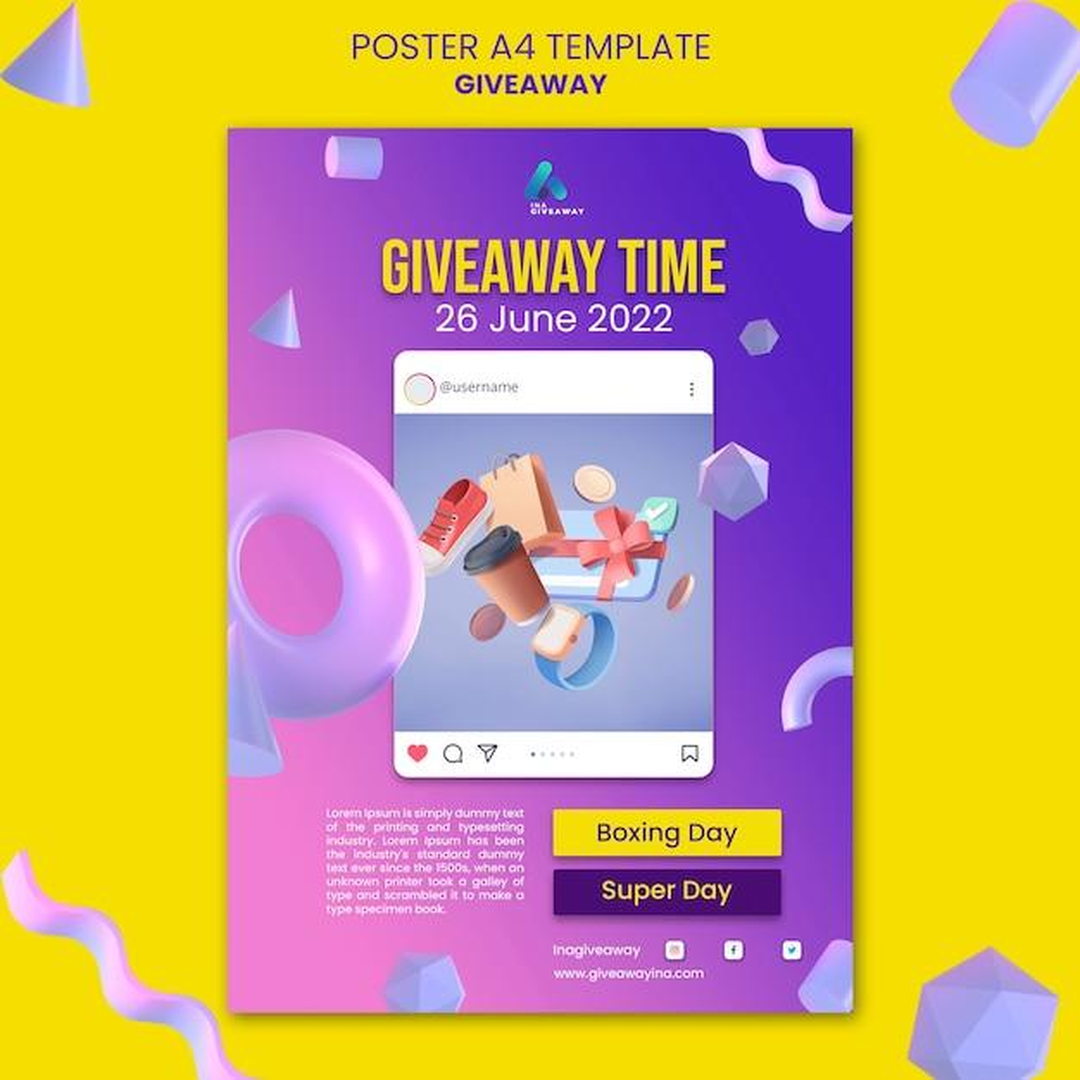 POSTER A4 TEMPLATE
GIVEAWAY
INA
GIVEAWAY
GIVEAWAY TIME
26 June 2022
@username
Lorem Ipsum is simply dummy text
of the printing and typesetting
industry. Lorem Ipsum has been
the industry's standard dummy
text ever since the 1500s, when an
unknown printer took a galley of
type and scrambled it to make a
type specimen book.
Boxing Day
Super Day
Inagiveaway
www.giveawayina.com